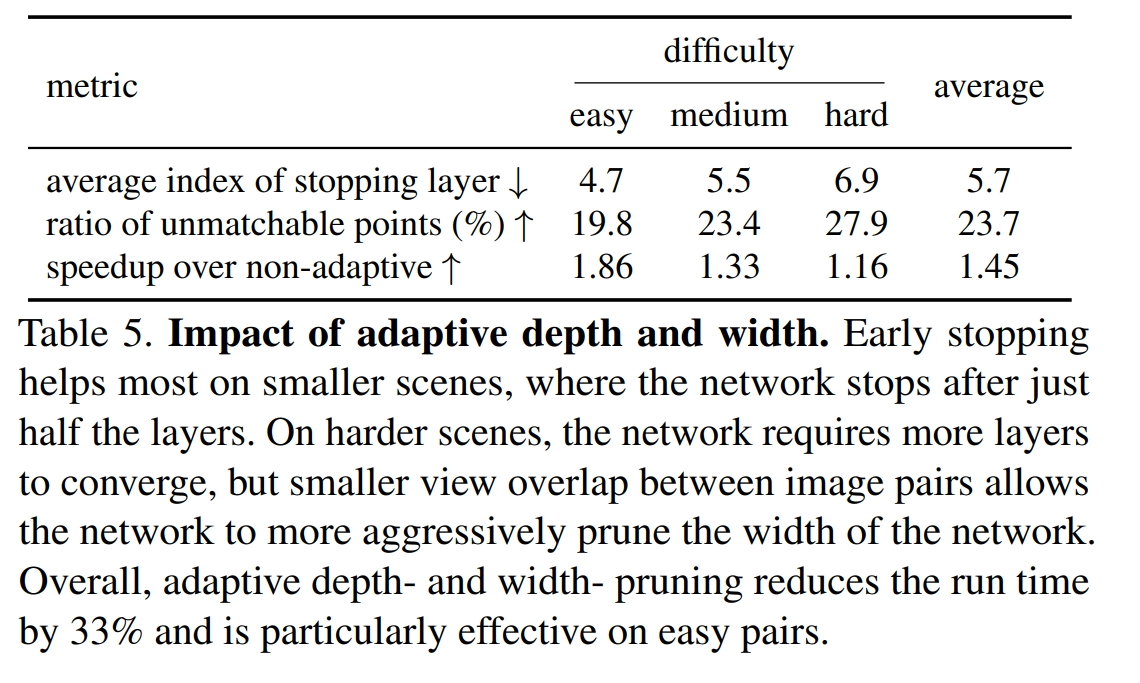 difficulty
metric average
easy medium hard
average index of stopping layer ↓ 4.7 5.5 6.9 5.7
ratio of unmatchable points (%) ↑ 19.8 23.4 27.9 23.7
speedup over non-adaptive ↑ 1.86 1.33 1.16 1.45
Table 5. Impact of adaptive depth and width. Early stopping
helps most on smaller scenes, where the network stops after just
half the layers. On harder scenes, the network requires more layers
to converge, but smaller view overlap between image pairs allows
the network to more aggressively prune the width of the network.
Overall, adaptive depth- and width- pruning reduces the run time
by 33% and is particularly effective on easy pairs.